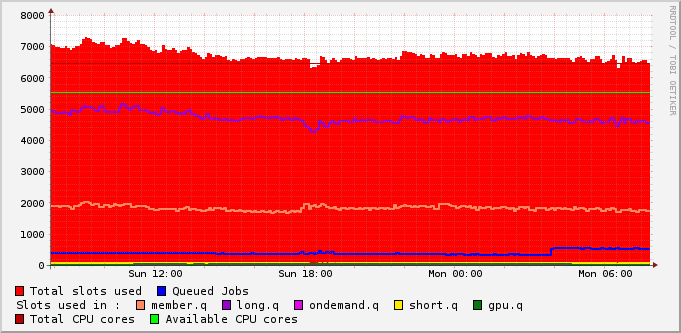 8000
7000
6000
5000
4000
3000
2000
1000
0
Sun 12:00 Sun 18:00 Mon 00:00 Mon 06:00
Total slots used Queued Jobs
Slots used in : member.q long.q ondemand.q short.q gpu.q
Total CPU cores Available CPU cores
RRDTOOL / TOBI OETIKER